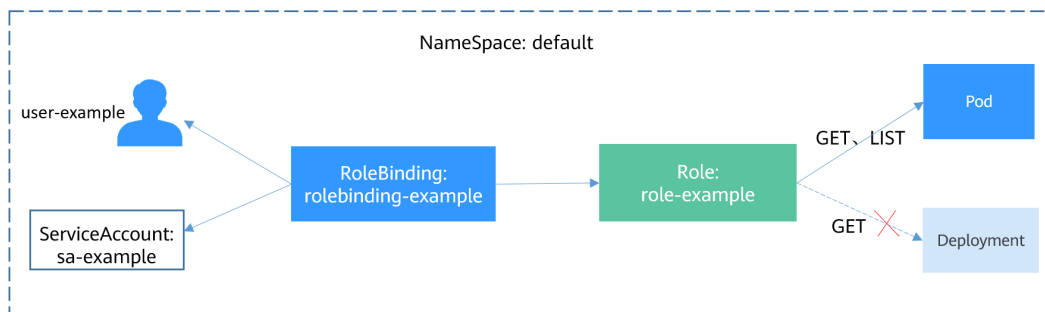 NameSpace: default
user-example
RoleBinding:
rolebinding-example
ServiceAccount:
sa-example
Role:
role-example
GET、LIST
GET
Pod
Deployment